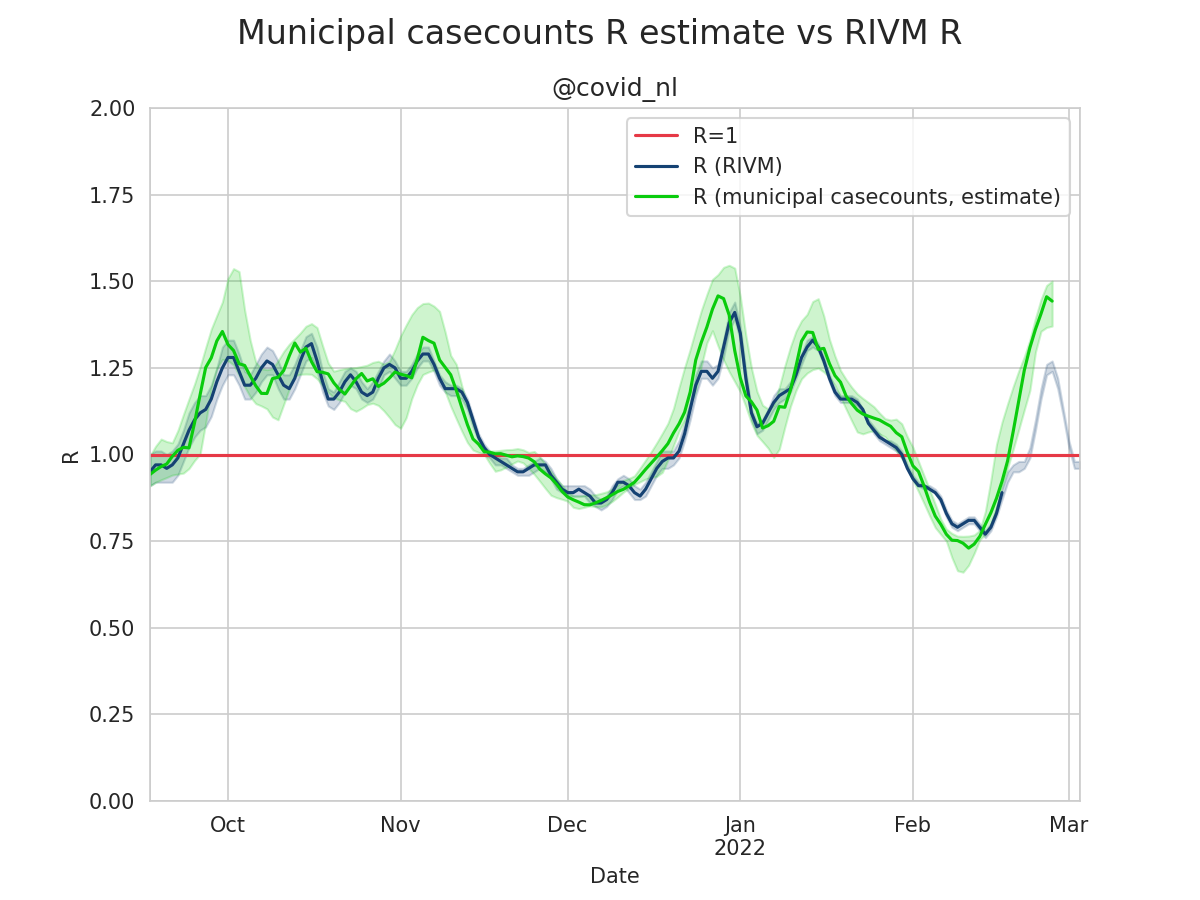 Municipal casecounts R estimate vs RIVM R
@covid_nl
R=1
R (RIVM)
R (municipal casecounts, estimate)
2.00
1.75
1.50
1.25
1.00
0.75
0.50
0.25
0.00
R
Oct Nov Dec Jan Feb Mar
2022
Date